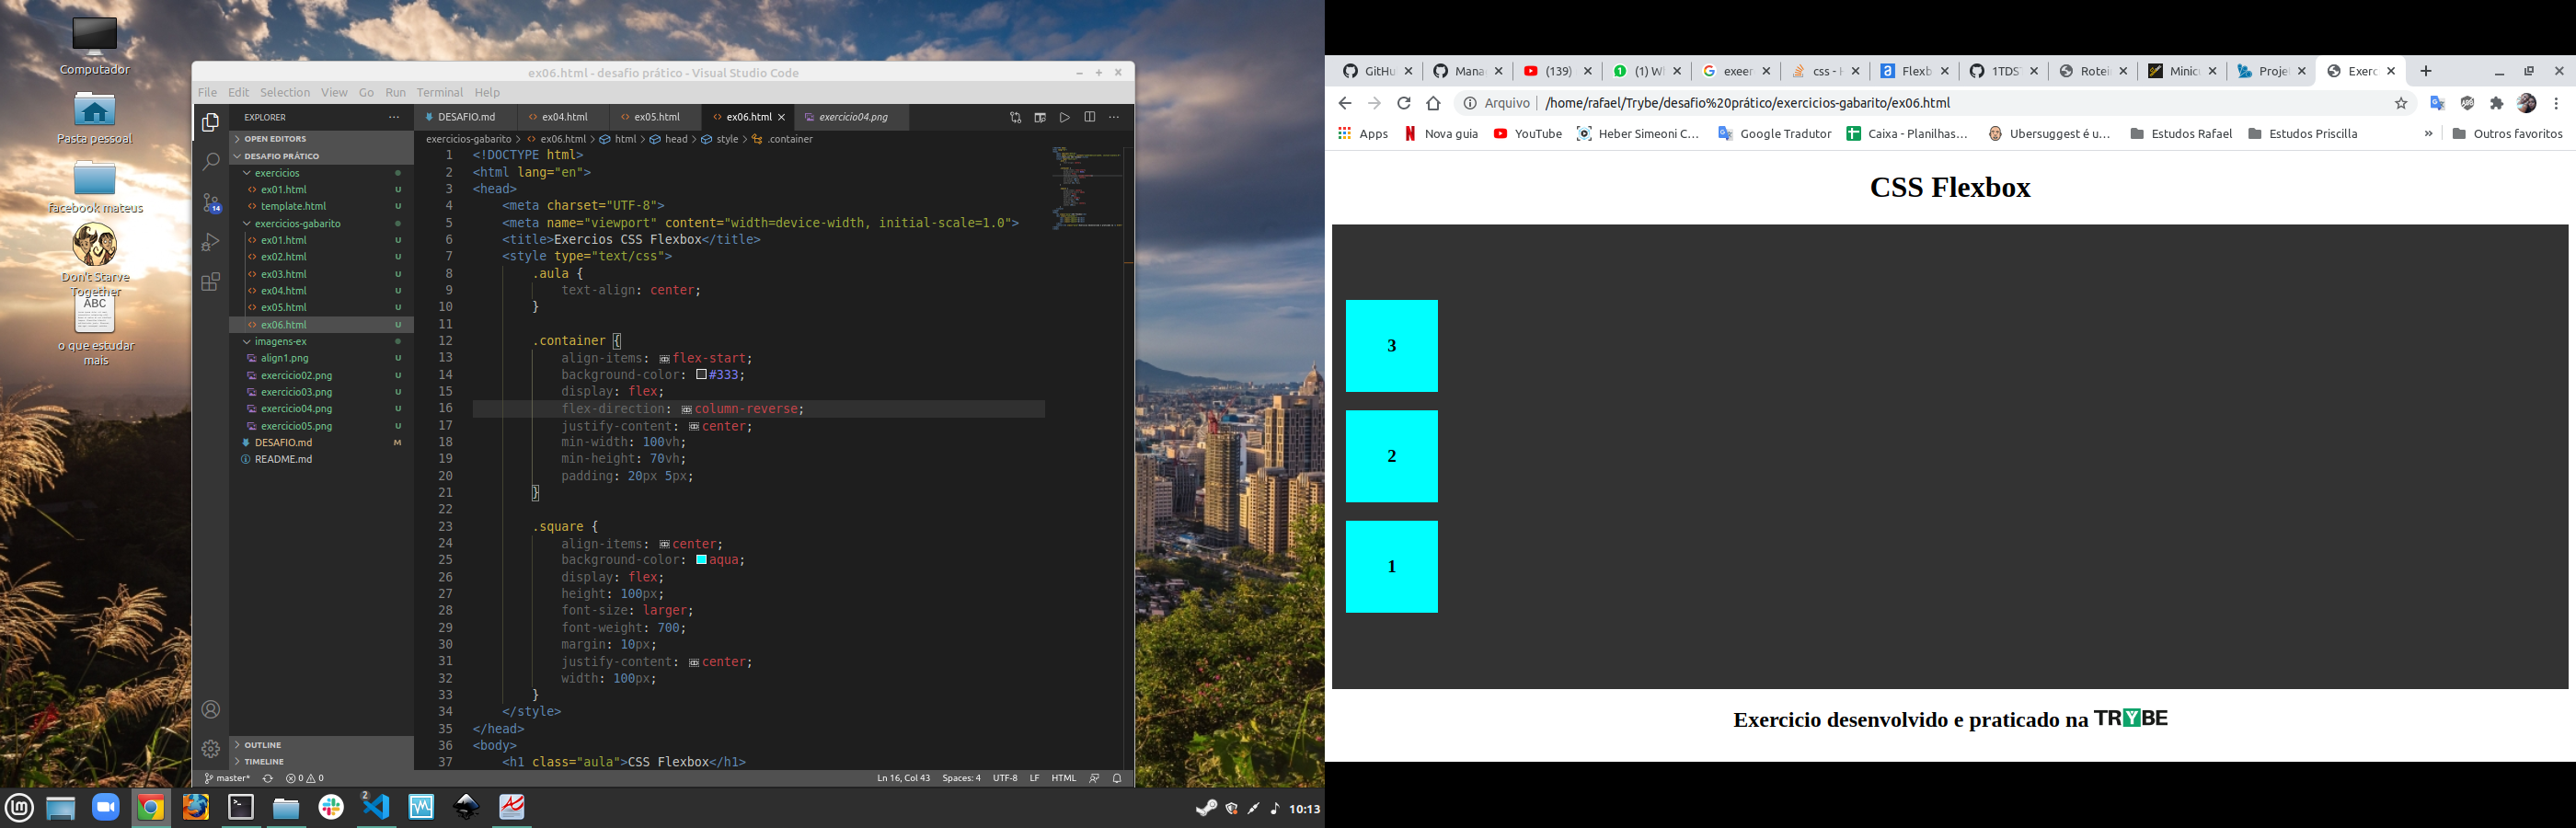 Computador
Pasta pessoal
facebook mateus
Don't Starve
Together
ABC
o que estudar
mais
ex06.html - desafio prático - Visual Studio Code
File Edit Selection View Go Run Terminal Help
EXPLORER
OPEN EDITORS
DESAFIO PRÁTICO
exercicios
ex01.html U
template.html U
exercicios-gabarito
ex01.html U
ex02.html U
ex03.html U
ex04.html U
ex05.html U
ex06.html U
imagens-ex
align1.png U
exercicio02.png U
exercicio03.png U
exercicio04.png U
exercicio05.png U
DESAFIO.md M
README.md
OUTLINE
TIMELINE
14
DESAFIO.md ex04.html ex05.html ex06.html exercicio04.png
exercicios-gabarito > ex06.html > html > head > style > .container
1 <!DOCTYPE html>
2 <html lang="en">
3 <head>
4 <meta charset="UTF-8">
5 <meta name="viewport" content="width=device-width, initial-scale=1.0">
6 <title>Exercios CSS Flexbox</title>
7 <style type="text/css">
8 .aula {
9 text-align: center;
10 }
11
12 .container {
13 align-items: flex-start;
14 background-color: #333;
15 display: flex;
16 flex-direction: column-reverse;
17 justify-content: center;
18 min-width: 100vh;
19 min-height: 70vh;
20 padding: 20px 5px;
21 }
22
23 .square {
24 align-items: center;
25 background-color: aqua;
26 display: flex;
27 height: 100px;
28 font-size: larger;
29 font-weight: 700;
30 margin: 10px;
31 justify-content: center;
32 width: 100px;
33 }
34 </style>
35 </head>
36 <body>
37 <h1 class="aula">CSS Flexbox</h1>
master* 0 0 Ln 16, Col 43 Spaces: 4 UTF-8 LF HTML
2
10:13
GitHu Mana (139) (1) W exeer css - H Flexb 1TDS Rotei Minicu Projet Exerc
Arquivo | /home/rafael/Trybe/desafio%20prático/exercicios-gabarito/ex06.html
Apps Nova guia YouTube Heber Simeoni C... Google Tradutor Caixa - Planilhas... Ubersuggest é u... Estudos Rafael Estudos Priscilla » Outros favoritos
CSS Flexbox
3
2
1
Exercicio desenvolvido e praticado na TRYBE